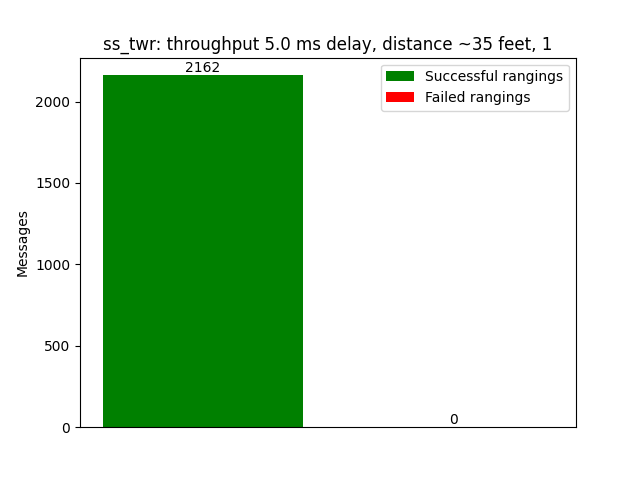 ss_twr: throughput 5.0 ms delay, distance ~35 feet, 1
2162
Successful rangings
Failed rangings
2000
1500
1000
500
0
Messages
0